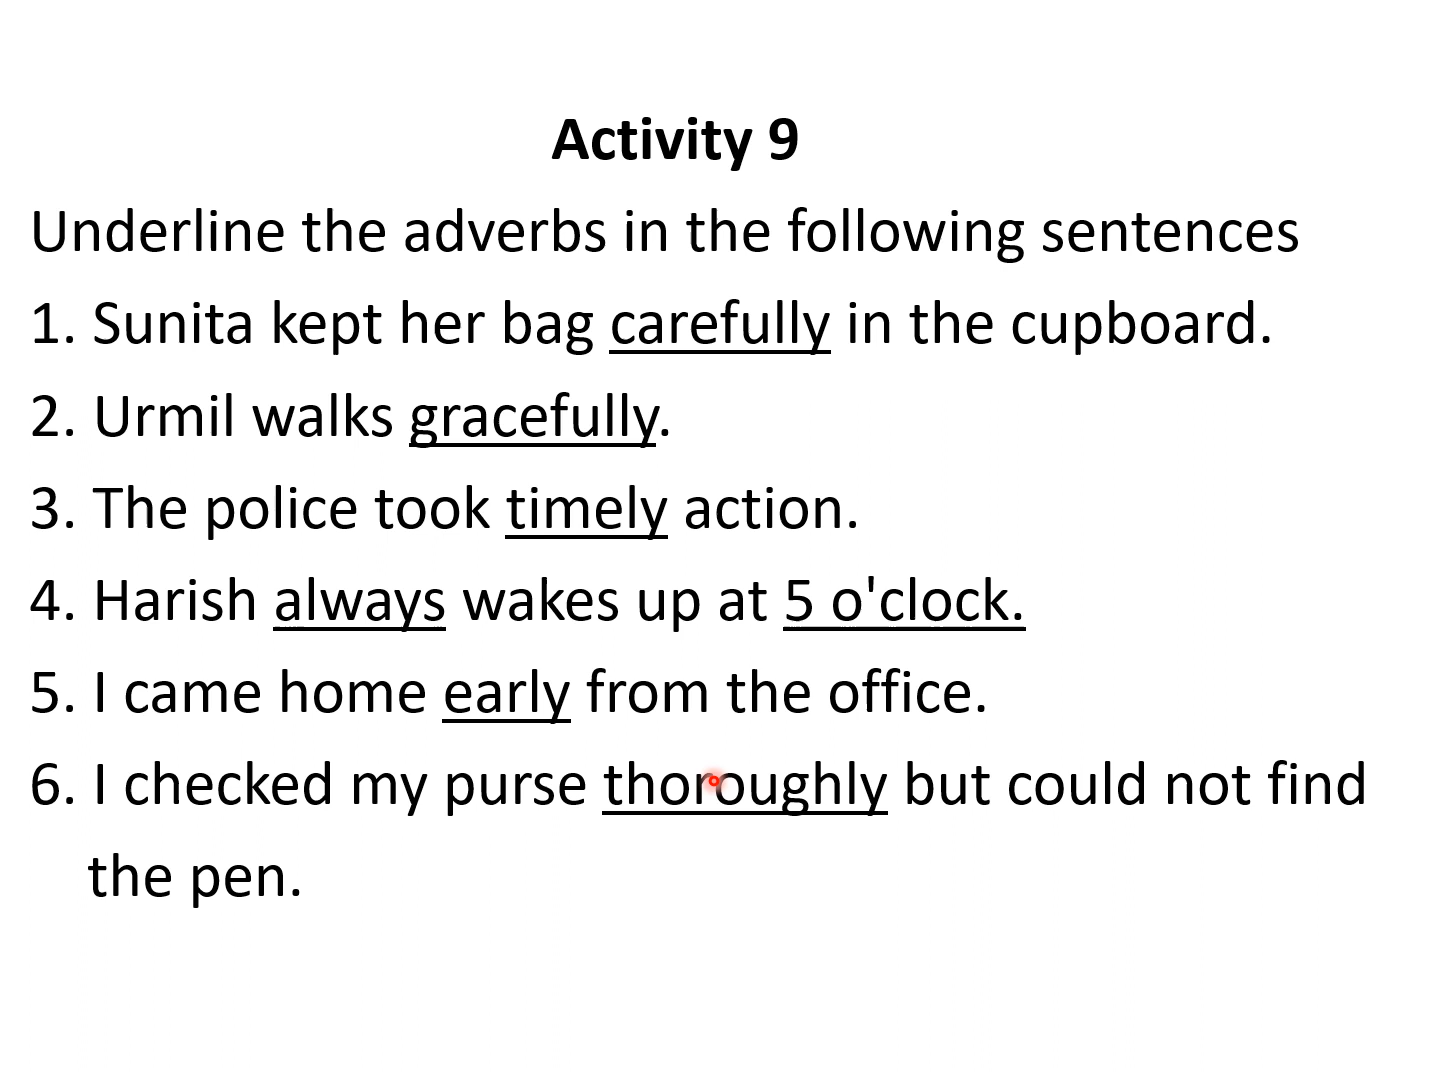 Activity 9
Underline the adverbs in the following sentences
1. Sunita kept her bag carefully in the cupboard.
2. Urmil walks gracefully.
3. The police took timely action.
4. Harish always wakes up at 5 o'clock.
5. I came home early from the office.
6. I checked my purse thoroughly but could not find
the pen.